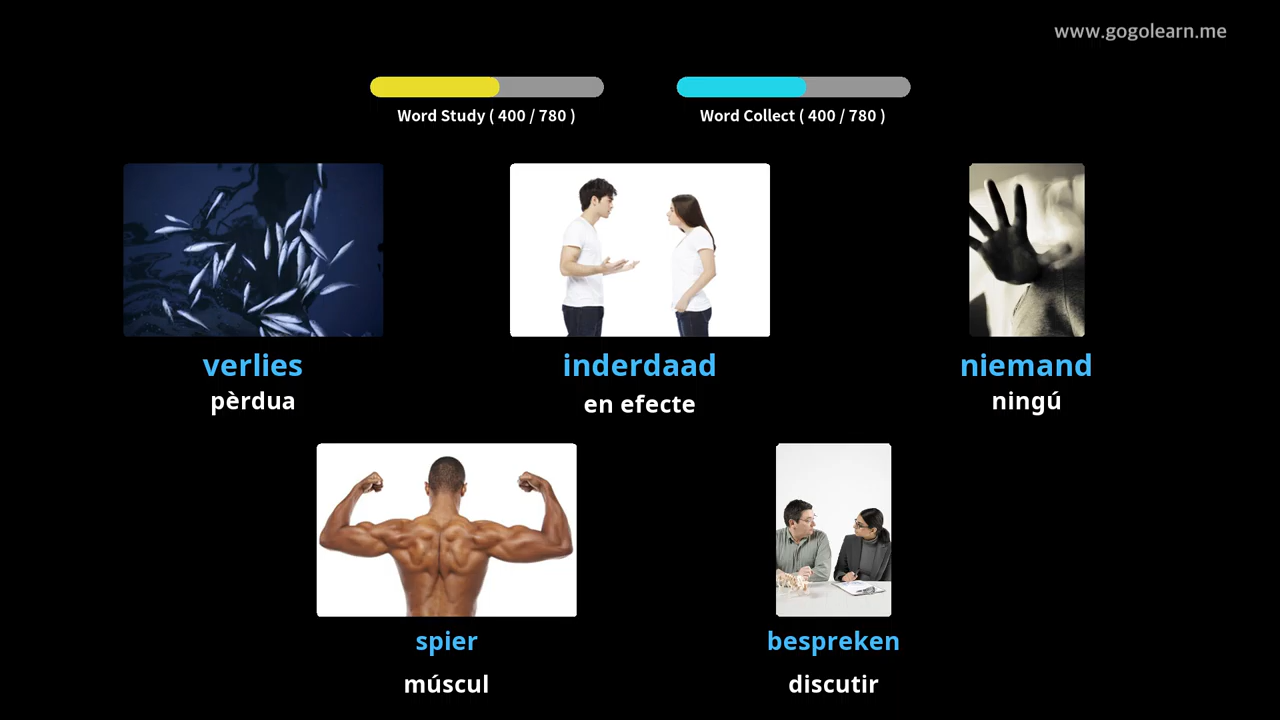 www.gogolearn.me
Word Study ( 400 / 780 )
Word Collect ( 400 / 780 )
verlies
pèrdua
inderdaad
en efecte
niemand
ningú
spier
múscul
bespreken
discutir